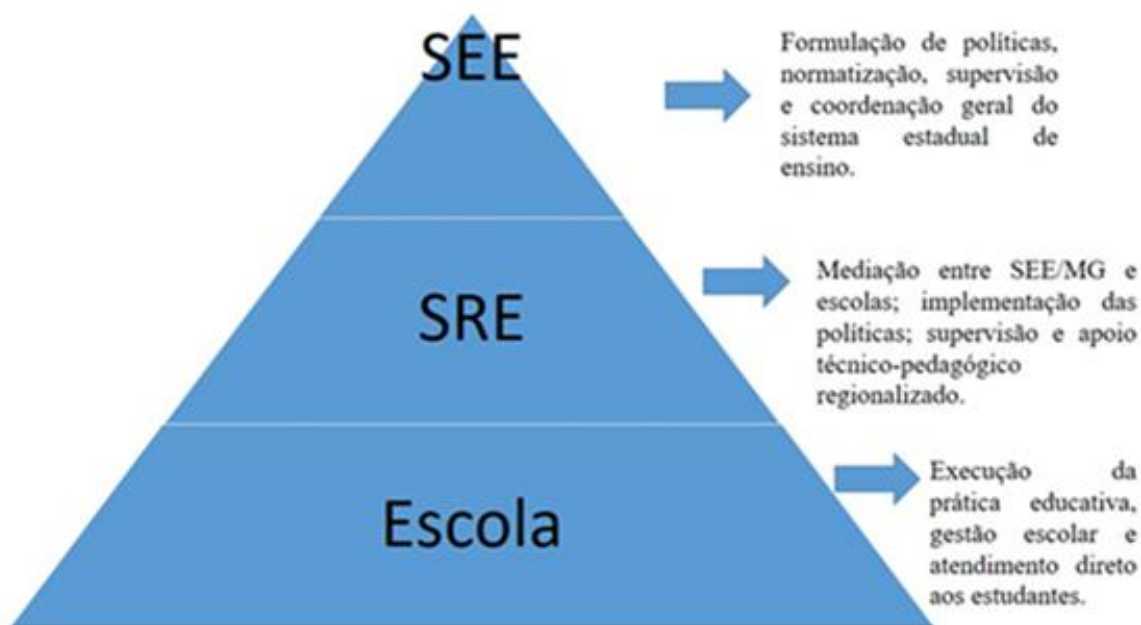 SEE
Formulação de políticas,
normatização, supervisão
e coordenação geral do
sistema estadual de
ensino.
SRE
Mediação entre SEE/MG e
escolas; implementação das
políticas; supervisão e apoio
técnico-pedagógico
regionalizado.
Escola
Execução da
prática educativa,
gestão escolar e
atendimento direto
aos estudantes.